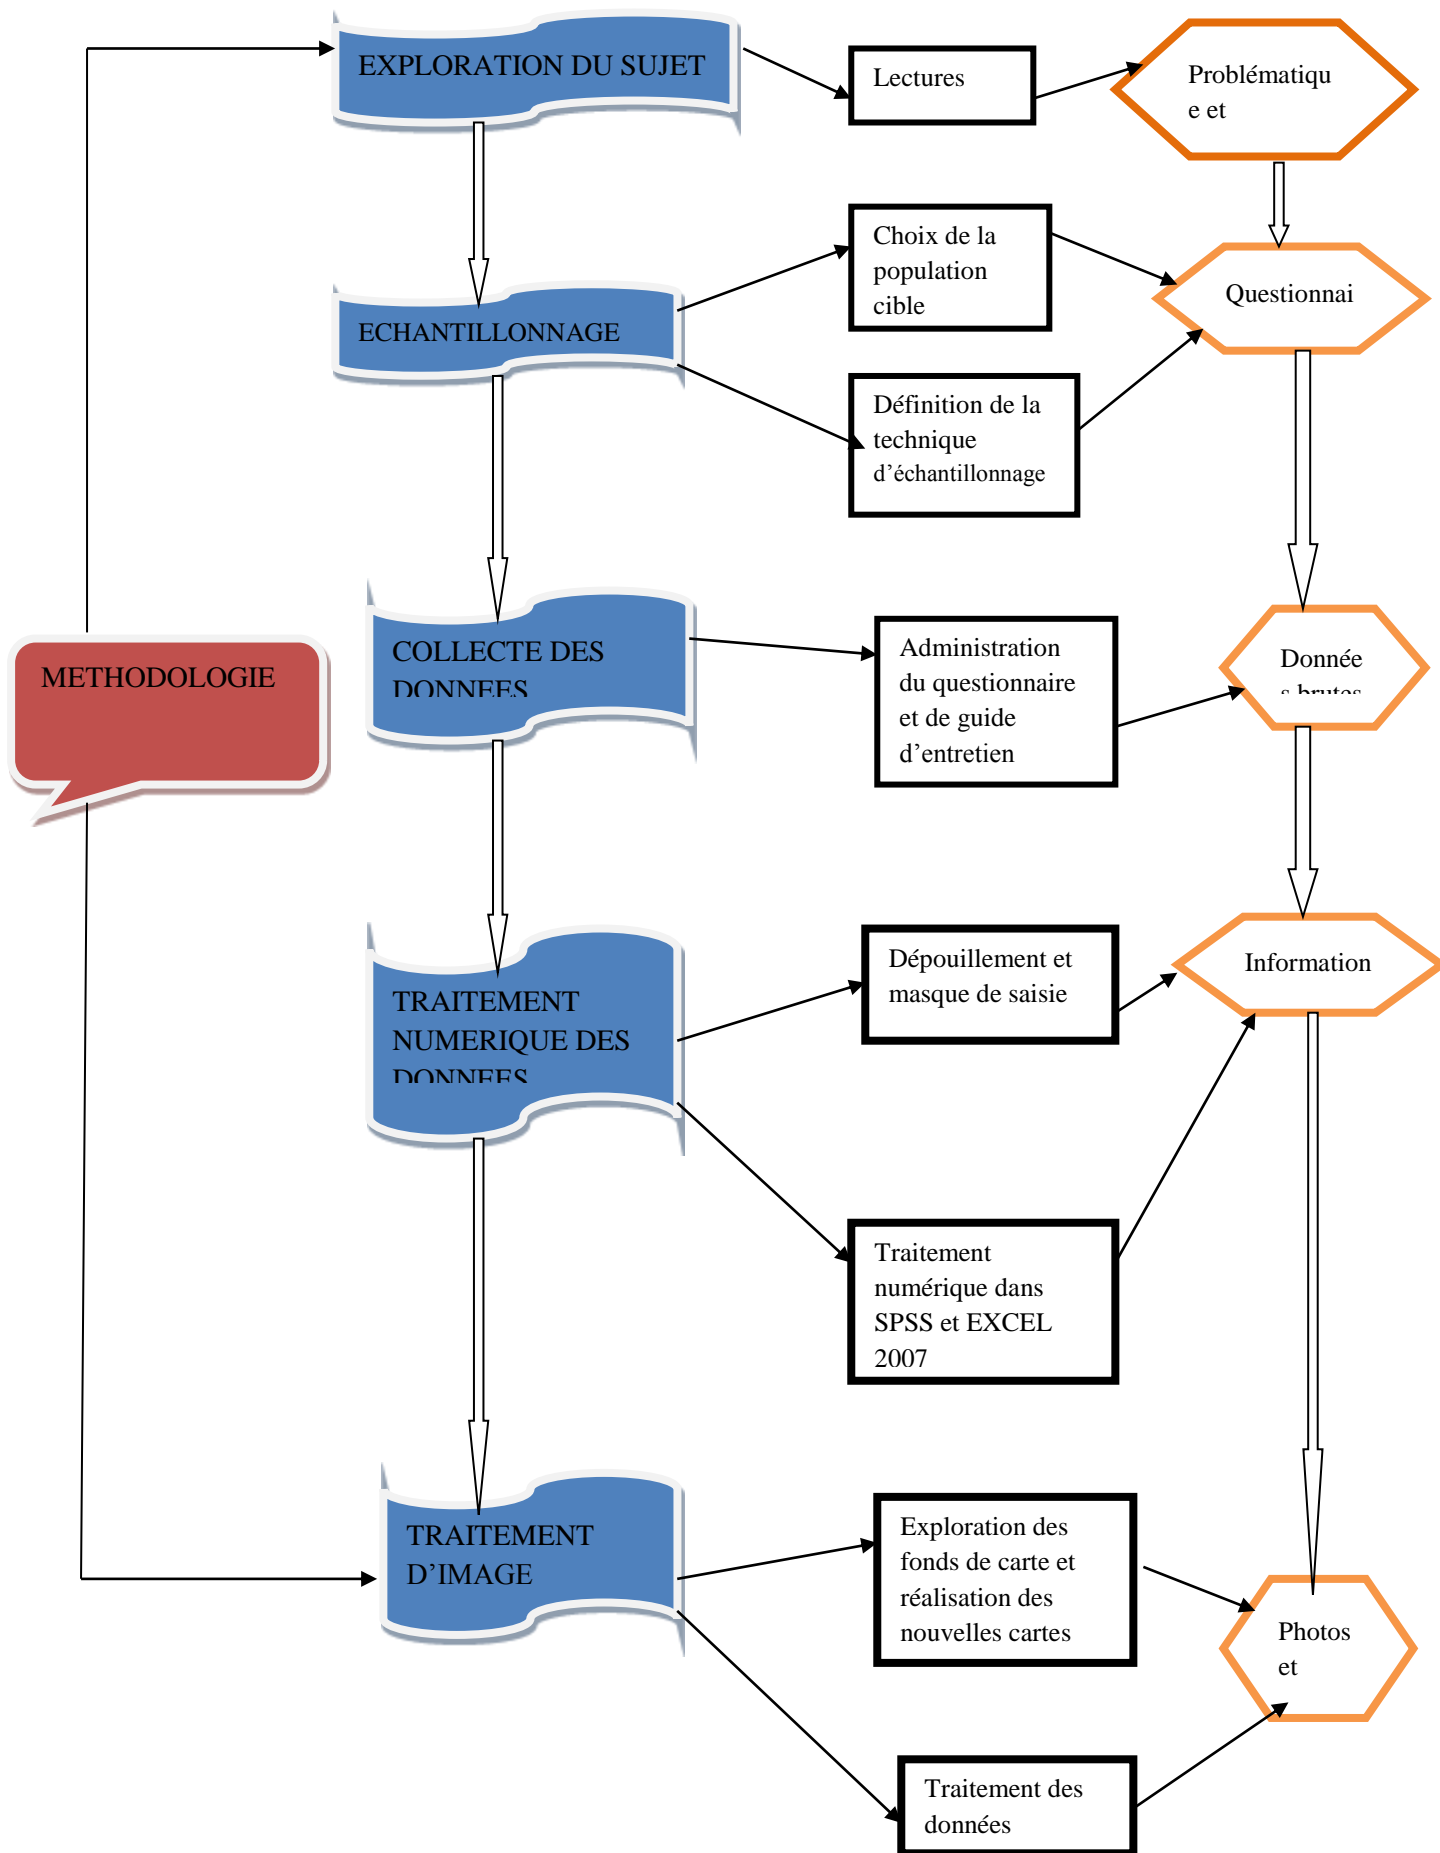 EXPLORATION DU SUJET
Lectures
Problématiqu
e et
Choix de la
population
cible
Questionnai
ECHANTILLONNAGE
Définition de la
technique
d’échantillonnage
METHODOLOGIE
COLLECTE DES
DONNEES
Administration
du questionnaire
et de guide
d’entretien
Donnée
s brutes
TRAITEMENT
NUMERIQUE DES
DONNEES
Dépouillement et
masque de saisie
Information
Traitement
numérique dans
SPSS et EXCEL
2007
TRAITEMENT
D’IMAGE
Exploration des
fonds de carte et
réalisation des
nouvelles cartes
Photos
et
Traitement des
données